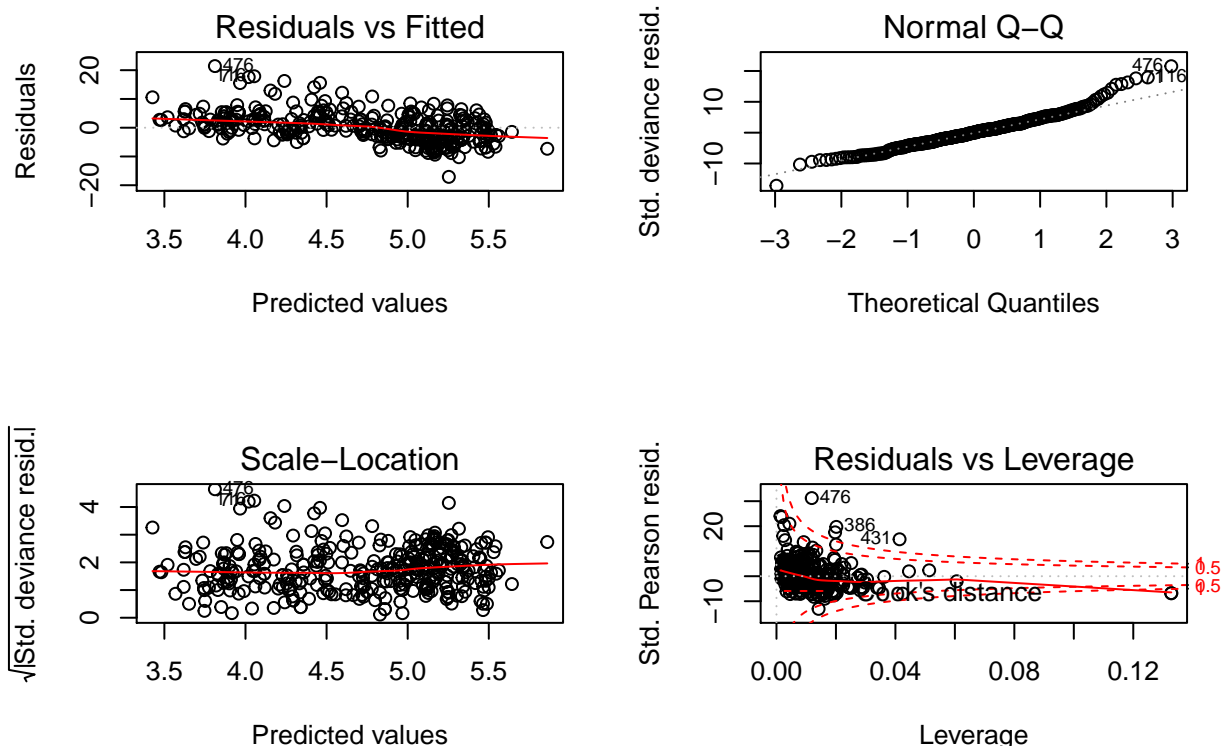 Residuals vs Fitted
Residuals
20
0
−20
476
3.5 4.0 4.5 5.0 5.5
Predicted values
Normal Q−Q
Std. deviance resid.
10
−10
476
−3 −2 −1 0 1 2 3
Theoretical Quantiles
Scale−Location
√|Std. deviance resid.|
4
2
0
476
3.5 4.0 4.5 5.0 5.5
Predicted values
Residuals vs Leverage
Std. Pearson resid.
20
−10
476
386
431
Cook's distance
1
0.5
0.5
1
0.00 0.04 0.08 0.12
Leverage